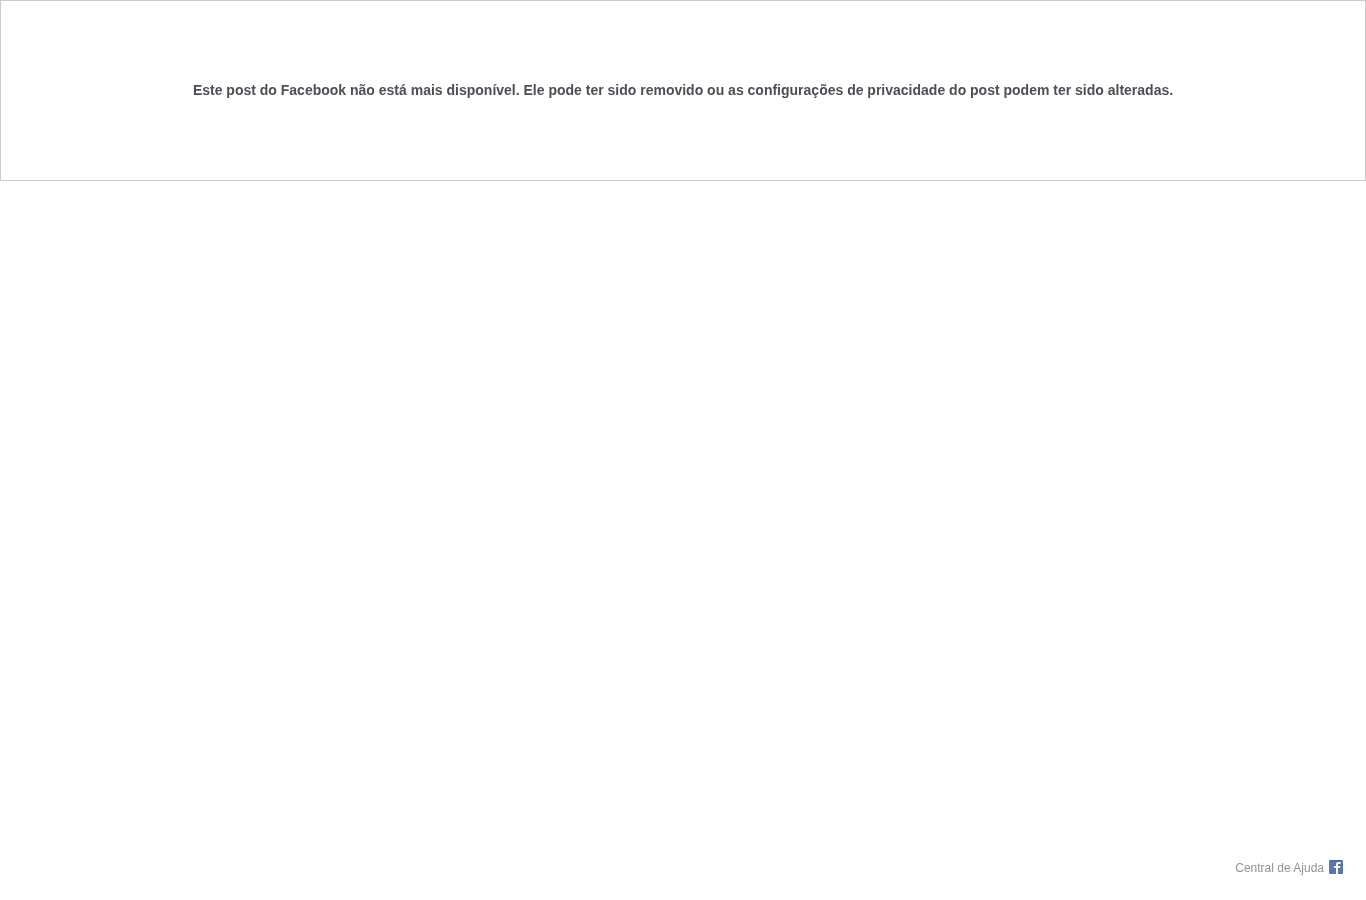 Este post do Facebook não está mais disponível. Ele pode ter sido removido ou as configurações de privacidade do post podem ter sido alteradas.
Central de Ajuda